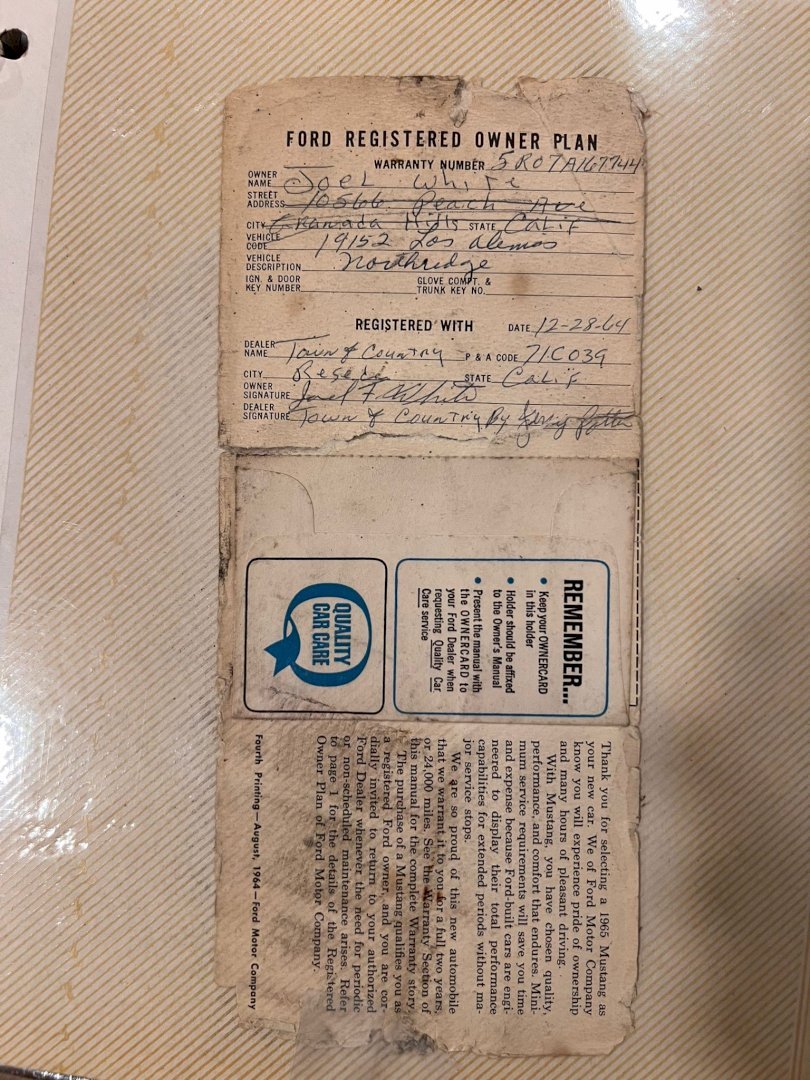 FORD REGISTERED OWNER PLAN
WARRANTY NUMBER 5R07A167744
OWNER NAME Joel White
STREET ADDRESS 10566 Peach Ave
CITY Granada Hills STATE Calif
VEHICLE CODE 19152 Los Alemos
VEHICLE DESCRIPTION Northridge
IGN. & DOOR KEY NUMBER GLOVE COMPT. & TRUNK KEY NO.
REGISTERED WITH DATE 12-28-64
DEALER NAME Town & Country P & A CODE 71C039
CITY Reseda STATE Calif
OWNER SIGNATURE Joel F White
DEALER SIGNATURE Town & Country By
REMEMBER...
• Keep your OWNERCARD
in this holder
• Holder should be affixed
to the Owner's Manual
• Present the manual with
the OWNERCARD to
your Ford Dealer when
requesting Quality Car
Care service
QUALITY
CAR CARE
Thank you for selecting a 1965 Mustang as
your new car. We of Ford Motor Company
know you will experience pride of ownership
and many hours of pleasant driving.
With Mustang, you have chosen quality,
performance, and comfort that endures. Mini-
mum service requirements will save you time
and expense because Ford-built cars are engi-
neered to display their total performance
capabilities for extended periods without ma-
jor service stops.
We are so proud of this new automobile
that we warrant it to you for a full two years,
or 24,000 miles. See the Warranty Section of
this manual for the complete Warranty story.
The purchase of a Mustang qualifies you as
a registered Ford owner, and you are cor-
dially invited to return to your authorized
Ford Dealer whenever the need for periodic
or non-scheduled maintenance arises. Refer
to page 1 for the details of the Registered
Owner Plan of Ford Motor Company.
Fourth Printing—August, 1964—Ford Motor Company